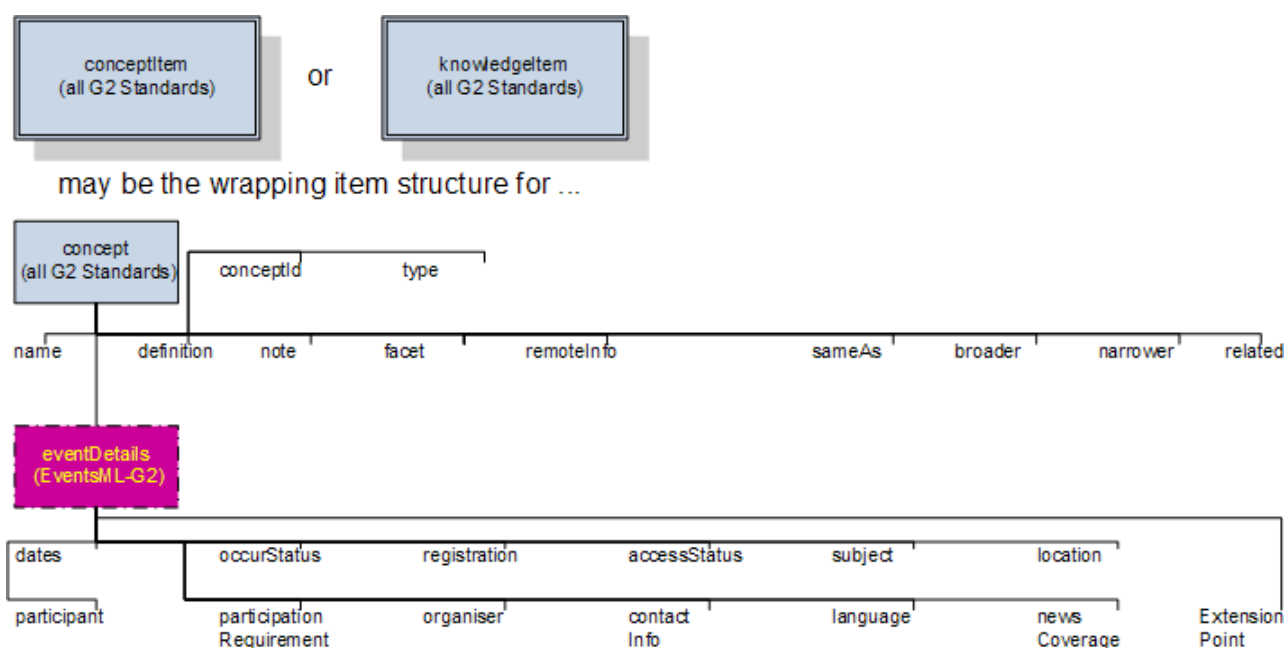 conceptItem
(all G2 Standards)
or
knowledgeItem
(all G2 Standards)
may be the wrapping item structure for ...
concept
(all G2 Standards)
conceptId type
name definition note facet remoteInfo sameAs broader narrower related
eventDetails
(EventsML-G2)
dates occurStatus registration accessStatus subject location
participant participation organiser contact language news Extension
Requirement Info Coverage Point